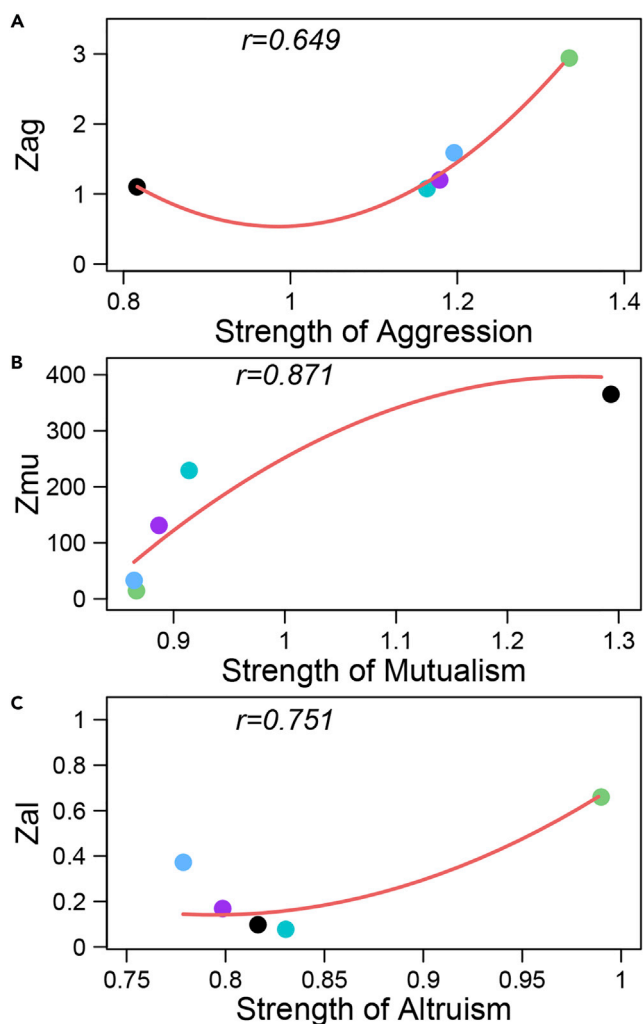 A
r=0.649
3
2
1
0
Zag
0.8 1 1.2 1.4
Strength of Aggression
B
r=0.871
400
300
200
100
0
Zmu
0.9 1 1.1 1.2 1.3
Strength of Mutualism
C
r=0.751
1
0.8
0.6
0.4
0.2
0
Zal
0.75 0.8 0.85 0.9 0.95 1
Strength of Altruism